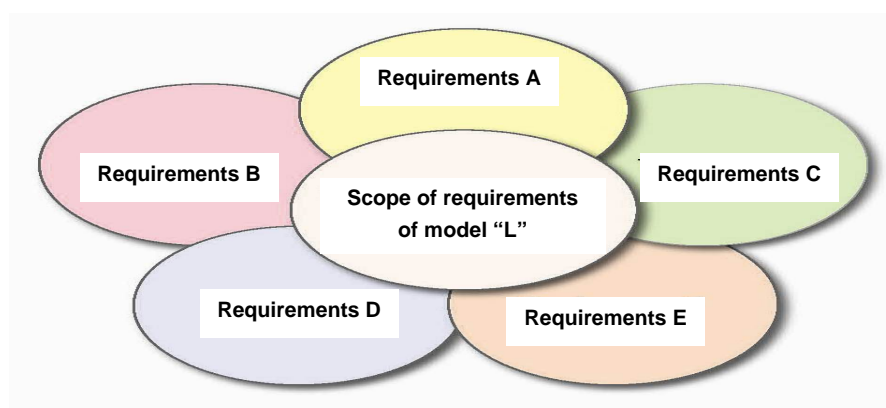 Requirements A
Requirements B
Requirements C
Scope of requirements
of model “L”
Requirements D
Requirements E